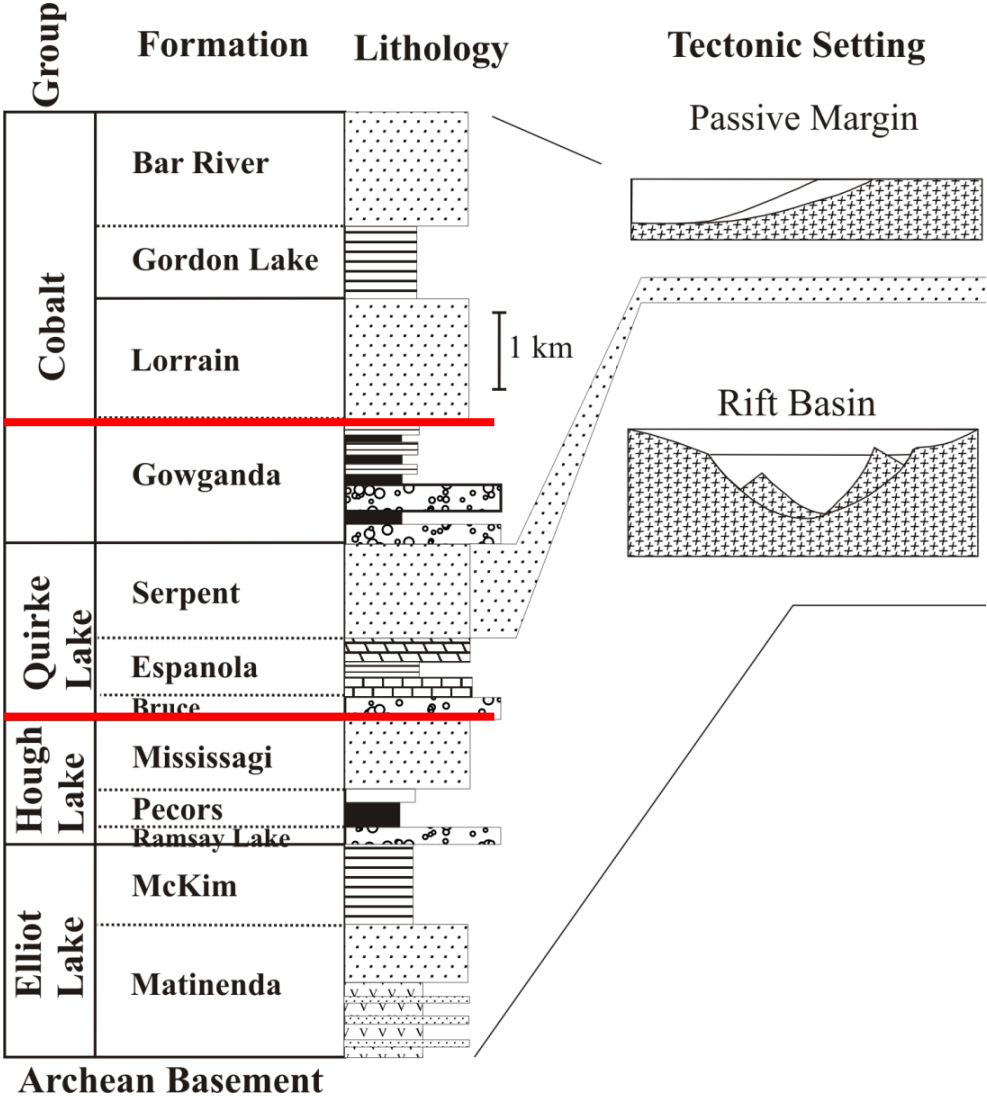 Group
Formation
Lithology
Tectonic Setting
Passive Margin
Bar River
Gordon Lake
Cobalt
Lorrain
1 km
Rift Basin
Gowganda
Quirke
Lake
Serpent
Espanola
Bruce
Hough
Lake
Mississagi
Pecors
Ramsay Lake
Elliot
Lake
McKim
Matinenda
Archean Basement